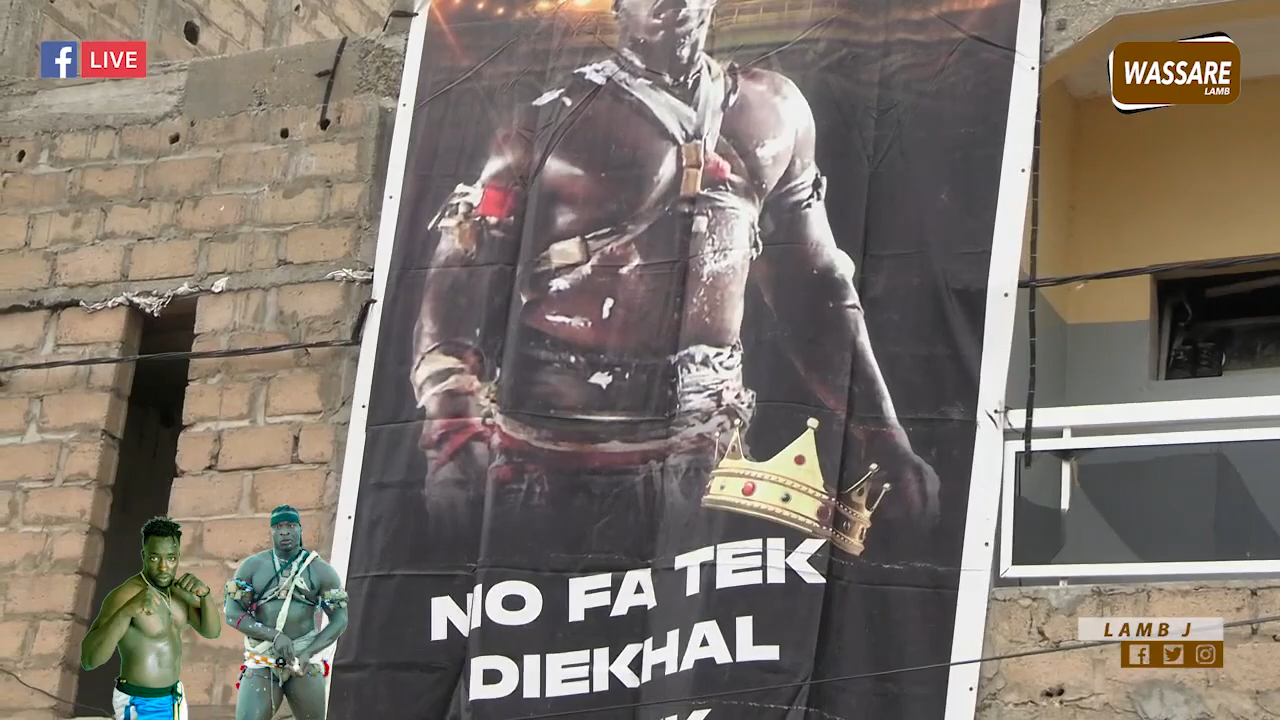 f LIVE
WASSARE
LAMB
NO FA TEK
DIEKHAL
LAMB J